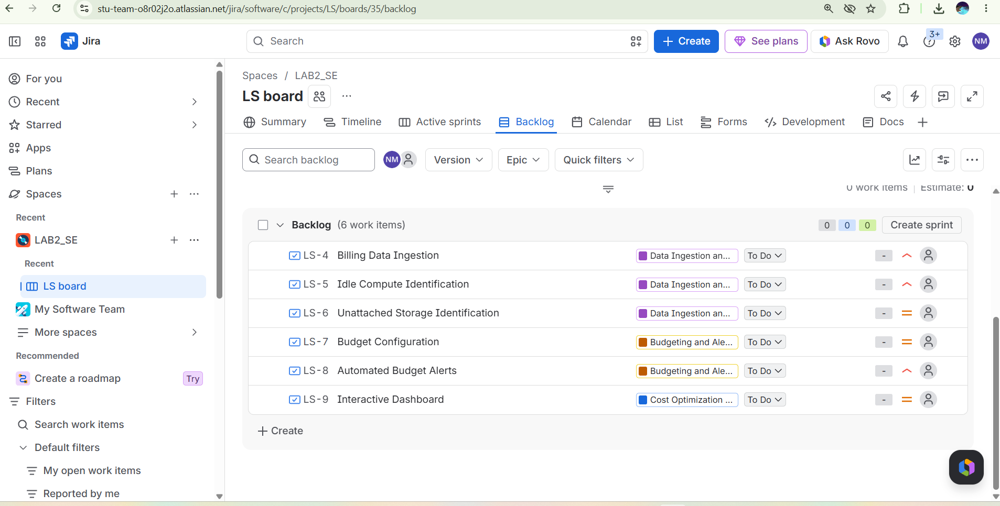 stu-team-o8r02j2o.atlassian.net/jira/software/c/projects/LS/boards/35/backlog
Jira
Search
Create
See plans
Ask Rovo
3+
NM
For you
Recent
Starred
Apps
Plans
Spaces
Recent
LAB2_SE
Recent
LS board
My Software Team
More spaces
Recommended
Create a roadmap
Try
Filters
Search work items
Default filters
My open work items
Reported by me
Spaces / LAB2_SE
LS board
Summary
Timeline
Active sprints
Backlog
Calendar
List
Forms
Development
Docs
Search backlog
NM
Version
Epic
Quick filters
0 work items
Estimate: 0
Backlog (6 work items)
0 0 0
Create sprint
LS-4 Billing Data Ingestion Data Ingestion an... To Do -
LS-5 Idle Compute Identification Data Ingestion an... To Do -
LS-6 Unattached Storage Identification Data Ingestion an... To Do -
LS-7 Budget Configuration Budgeting and Ale... To Do -
LS-8 Automated Budget Alerts Budgeting and Ale... To Do -
LS-9 Interactive Dashboard Cost Optimization ... To Do -
Create